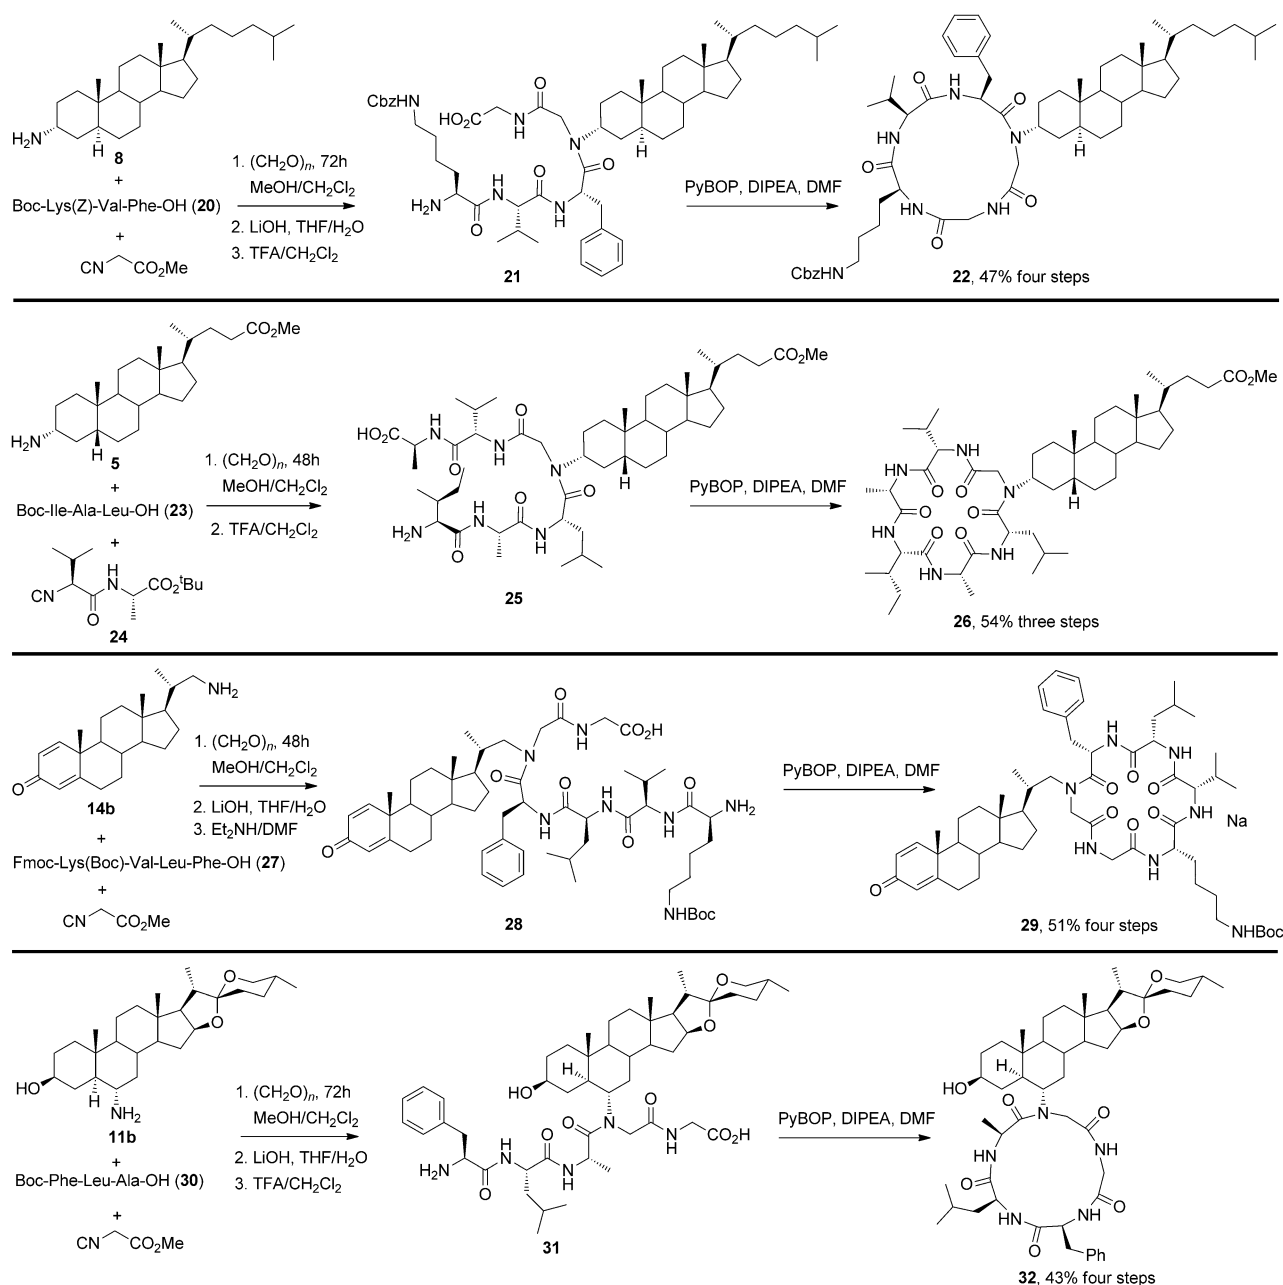 H₂N
H
8
+
Boc-Lys(Z)-Val-Phe-OH (20)
+
CN CO₂Me
1. (CH₂O)n, 72h
MeOH/CH₂Cl₂
2. LiOH, THF/H₂O
3. TFA/CH₂Cl₂
CbzHN
HO₂C
N
H
O
N
H
O
O
H
N
O
N
H
H₂N
O
21
PyBOP, DIPEA, DMF
O
H
N
O
N
H
HN
O
NH
O
NH
O
CbzHN
22, 47% four steps
CO₂Me
H₂N
H
5
+
Boc-Ile-Ala-Leu-OH (23)
+
CN
H
N
O
CO₂ᵗBu
24
1. (CH₂O)n, 48h
MeOH/CH₂Cl₂
2. TFA/CH₂Cl₂
CO₂Me
HO₂C
H
N
O
N
H
O
N
H
O
O
H
N
O
N
H
H₂N
O
25
PyBOP, DIPEA, DMF
CO₂Me
NH
O
O
N
H
NH
O
O
NH
O
O
HN
NH
26, 54% three steps
NH₂
O
14b
+
Fmoc-Lys(Boc)-Val-Leu-Phe-OH (27)
+
CN CO₂Me
1. (CH₂O)n, 48h
MeOH/CH₂Cl₂
2. LiOH, THF/H₂O
3. Et₂NH/DMF
O
N
H
CO₂H
N
O
O
N
H
O
H
N
O
N
H
O
NH₂
O
NHBoc
28
PyBOP, DIPEA, DMF
H
N
O
NH
O
N
O
NH
O
O
O
NH
O
N
H
Na
NHBoc
29, 51% four steps
O
O
HO
H
NH₂
11b
+
Boc-Phe-Leu-Ala-OH (30)
+
CN CO₂Me
1. (CH₂O)n, 72h
MeOH/CH₂Cl₂
2. LiOH, THF/H₂O
3. TFA/CH₂Cl₂
O
O
HO
H
N
O
O
N
H
CO₂H
H₂N
O
H
N
O
N
H
31
PyBOP, DIPEA, DMF
O
O
HO
H
O
N
O
NH
NH
O
O
NH
HN
O
Ph
32, 43% four steps